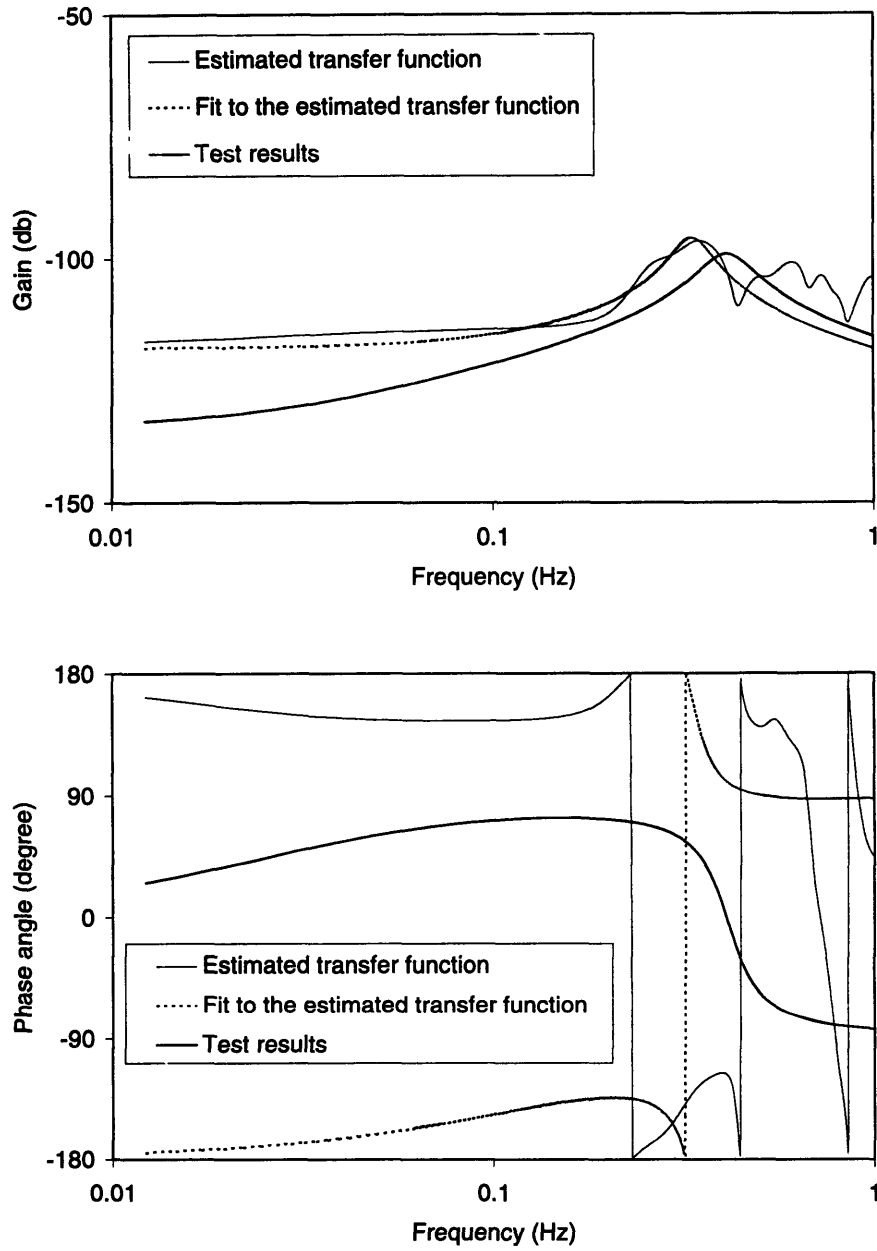 -50
Estimated transfer function
Fit to the estimated transfer function
Test results
Gain (db)
-100
-150
0.01
0.1
1
Frequency (Hz)
180
90
0
-90
-180
Phase angle (degree)
Estimated transfer function
Fit to the estimated transfer function
Test results
0.01
0.1
1
Frequency (Hz)